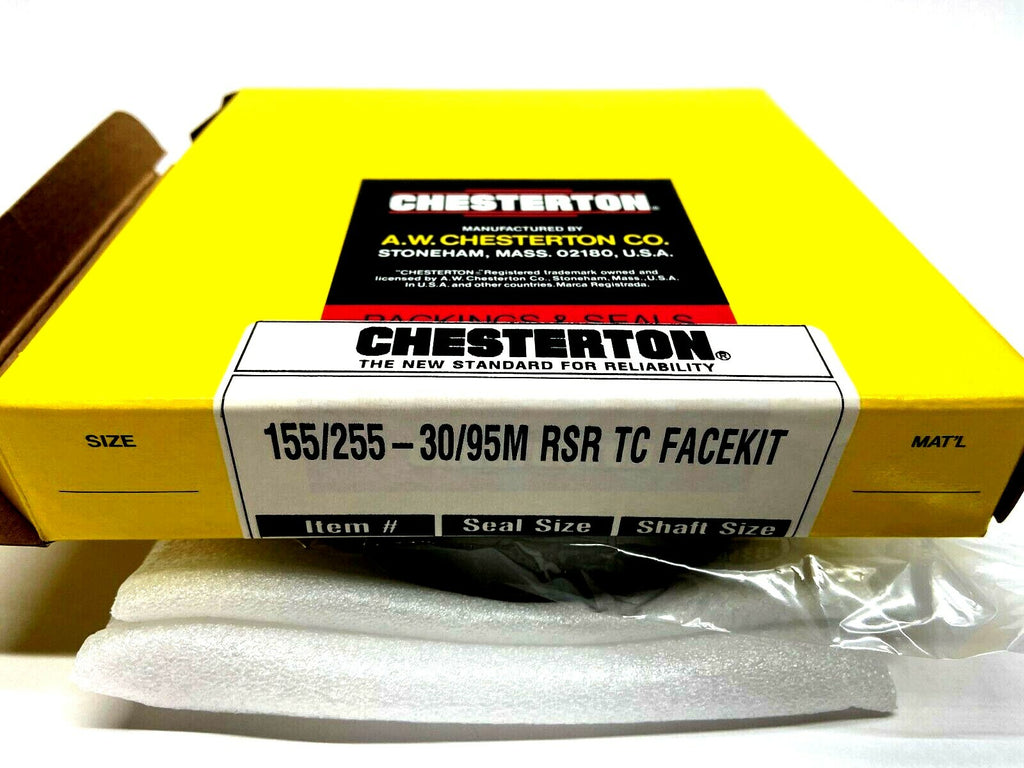 CHESTERTON®
MANUFACTURED BY
A.W. CHESTERTON CO.
STONEHAM, MASS. 02180, U.S.A.
"CHESTERTON®" Registered trademark owned and
licensed by A.W. Chesterton Co., Stoneham, Mass., U.S.A.
In U.S.A. and other countries. Marca Registrada.
PACKINGS & SEALS
CHESTERTON®
THE NEW STANDARD FOR RELIABILITY
SIZE
155/255-30/95M RSR TC FACEKIT
MAT'L
Item # Seal Size Shaft Size